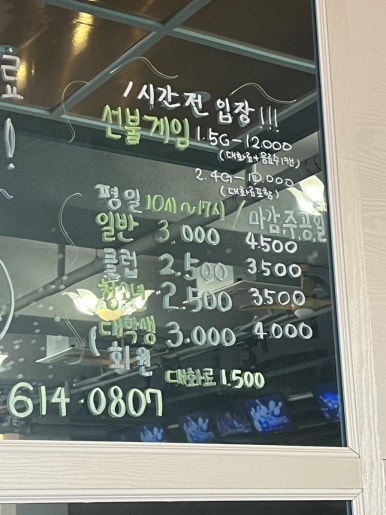 료
!
1시간전 입장!!!
선불게임 1.5G-12.000
(대화료+음료수1캔)
2.4G-10.000
(대화료포함)
평일 10시~17시 / 마감주공일
일반 3.000 4.500
클럽 2.500 3.500
청소년 2.500 3.500
대학생 3.000 4.000
(회원
대화료 1.500
614.0807